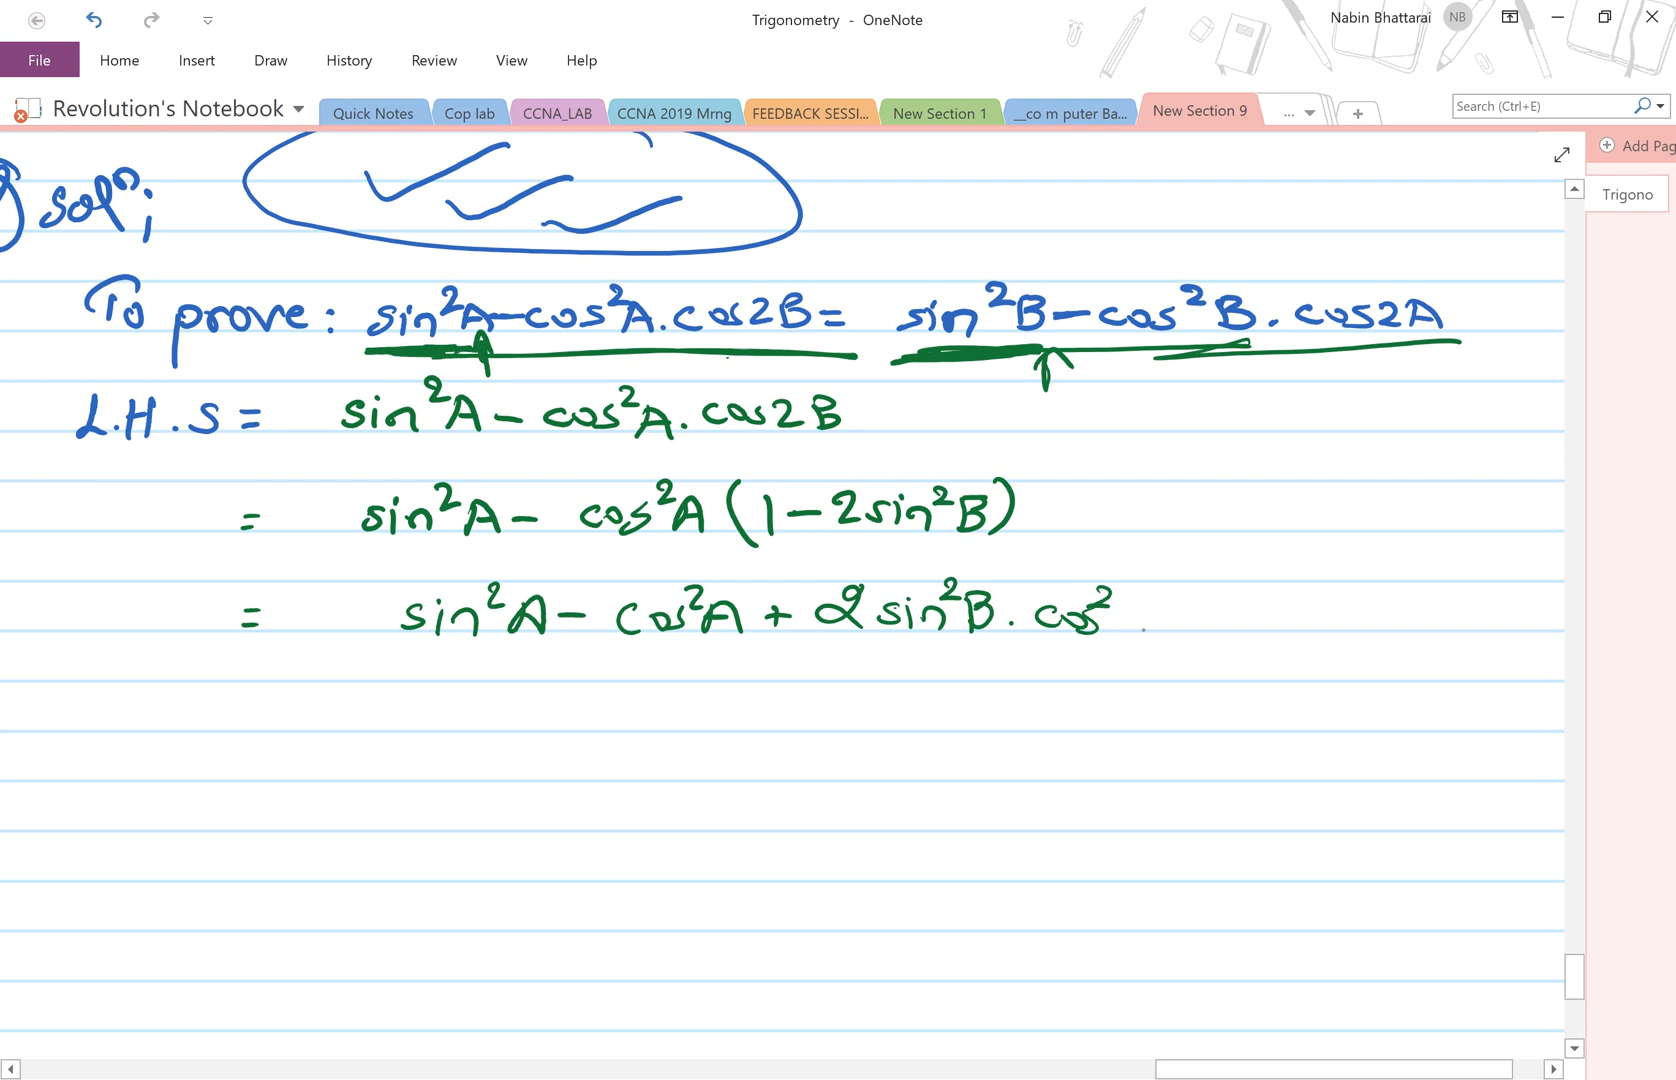 Trigonometry - OneNote
Nabin Bhattarai NB
File Home Insert Draw History Review View Help
Revolution's Notebook Quick Notes Cop lab CCNA_LAB CCNA 2019 Mrng FEEDBACK SESSI... New Section 1 __co m puter Ba... New Section 9 ... + Search (Ctrl+E)
Add Pag
Trigono
solⁿ;
To prove: sin²A-cos²A.cos2B= sin²B-cos²B.cos2A
L.H.S= sin²A-cos²A.cos2B
= sin²A- cos²A(1-2sin²B)
= sin²A- cos²A+2sin²B.cos²